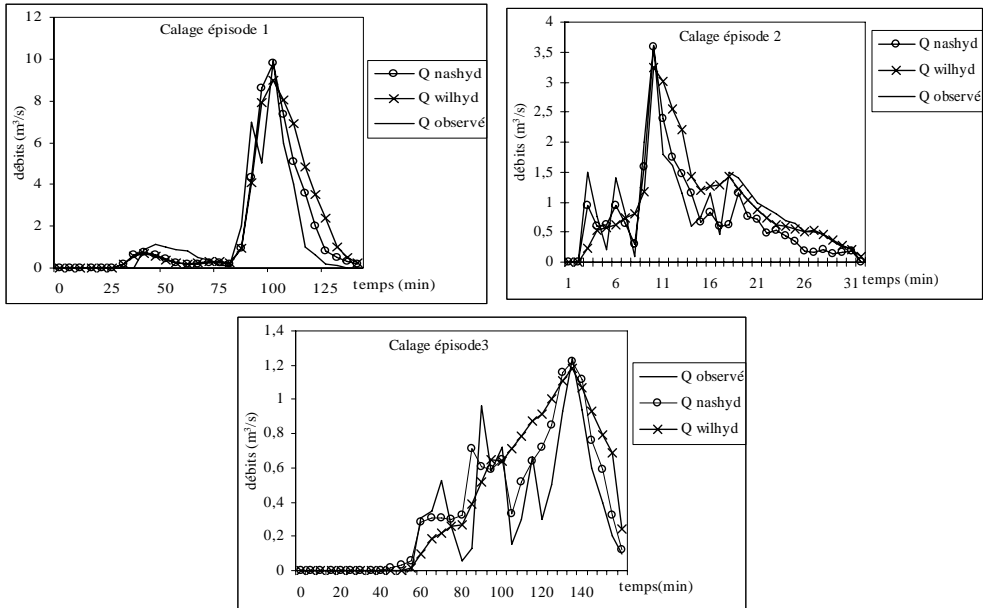 Calage épisode 1
débits (m³/s)
12
10
8
6
4
2
0
0 25 50 75 100 125
temps (min)
Q nashyd
Q wilhyd
Q observé
Calage épisode 2
débits (m³/s)
4
3,5
3
2,5
2
1,5
1
0,5
0
1 6 11 16 21 26 31
temps (min)
Q nashyd
Q wilhyd
Q observé
Calage épisode3
débits (m³/s)
1,4
1,2
1
0,8
0,6
0,4
0,2
0
0 20 40 60 80 100 120 140
temps(min)
Q observé
Q nashyd
Q wilhyd